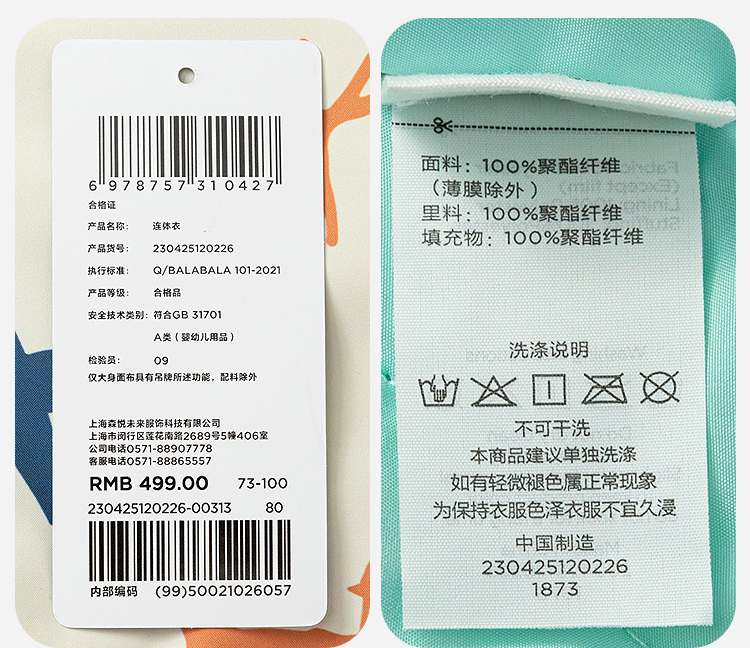 6 978757 310427
合格证
产品名称： 连体衣
产品货号： 230425120226
执行标准： Q/BALABALA 101-2021
产品等级： 合格品
安全技术类别： 符合GB 31701
A类（婴幼儿用品）
检验员： 09
仅大身面布具有吊牌所述功能，配料除外
上海森悦未来服饰科技有限公司
上海市闵行区莲花南路2689号5幢406室
公司电话0571-88907778
客服电话0571-88865557
RMB 499.00 73-100
230425120226-00313 80
内部编码 (99)50021026057
面料：100%聚酯纤维
（薄膜除外）
里料：100%聚酯纤维
填充物：100%聚酯纤维
洗涤说明
不可干洗
本商品建议单独洗涤
如有轻微褪色属正常现象
为保持衣服色泽衣服不宜久浸
中国制造
230425120226
1873